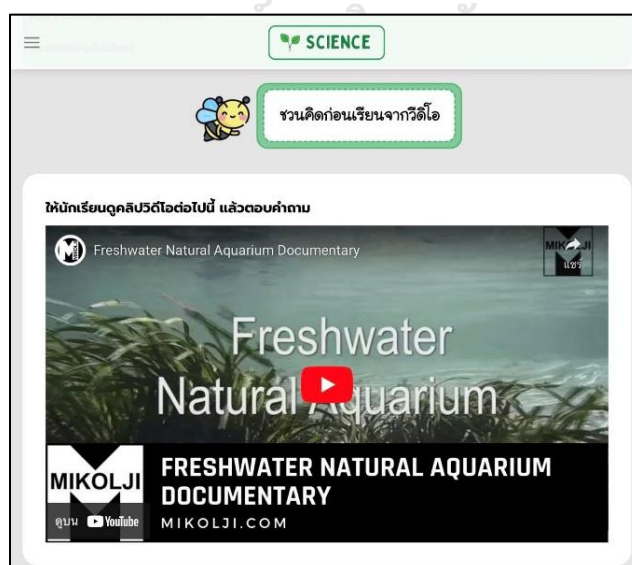 SCIENCE
ชวนคิดก่อนเรียนจากวีดิโอ
ให้นักเรียนดูคลิปวิดีโอต่อไปนี้ แล้วตอบคำถาม
Freshwater Natural Aquarium Documentary
แชร์
Freshwater
Natural Aquarium
MIKOLJI
FRESHWATER NATURAL AQUARIUM
DOCUMENTARY
MIKOLJI.COM
ดูบน YouTube